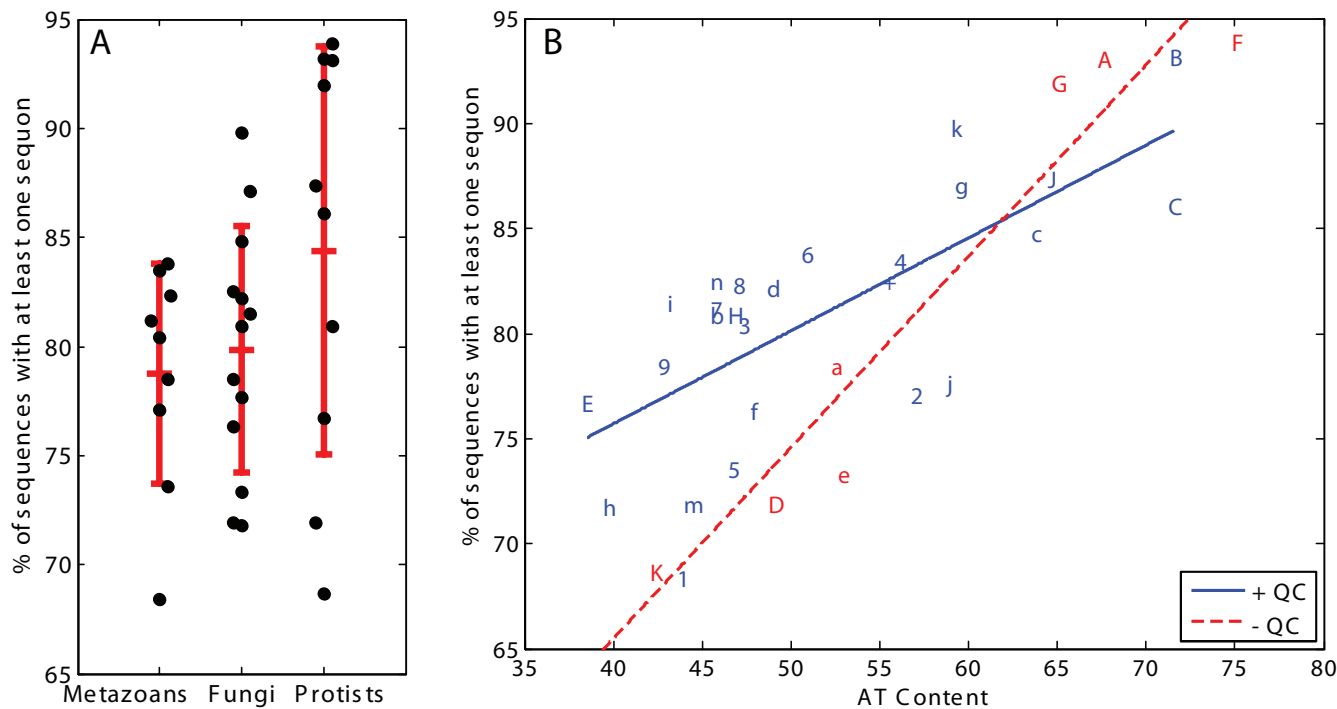 A
% of sequences with at least one sequon
95
90
85
80
75
70
65
Metazoans Fungi Protists
B
% of sequences with at least one sequon
95
90
85
80
75
70
65
F
A
B
G
k
J
g
C
c
6
4
n 8 d +
i 7
b H 3
9
a
j
2
E
f
5
e
h m D
K
1
+ QC
- QC
35 40 45 50 55 60 65 70 75 80
AT Content